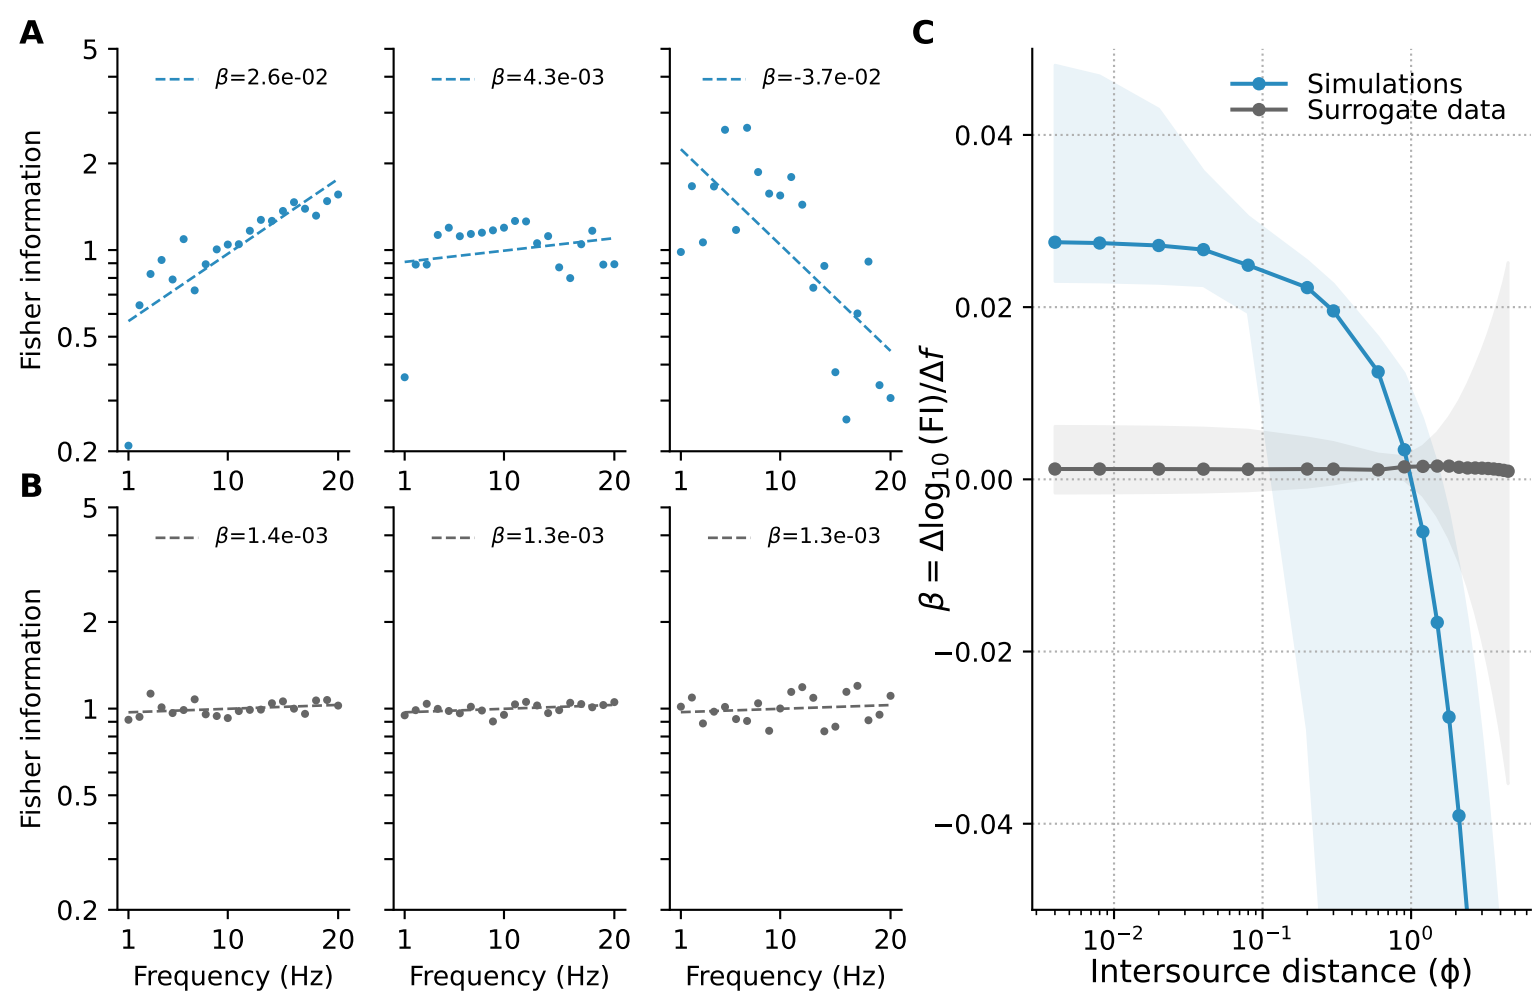 A
Fisher information
5
2
1
0.5
0.2
β=2.6e-02
1 10 20
β=4.3e-03
1 10 20
β=-3.7e-02
1 10 20
B
Fisher information
5
2
1
0.5
0.2
β=1.4e-03
1 10 20
Frequency (Hz)
β=1.3e-03
1 10 20
Frequency (Hz)
β=1.3e-03
1 10 20
Frequency (Hz)
C
Simulations
Surrogate data
β = Δlog₁₀ (FI)/Δf
0.04
0.02
0.00
−0.02
−0.04
10⁻² 10⁻¹ 10⁰
Intersource distance (ϕ)